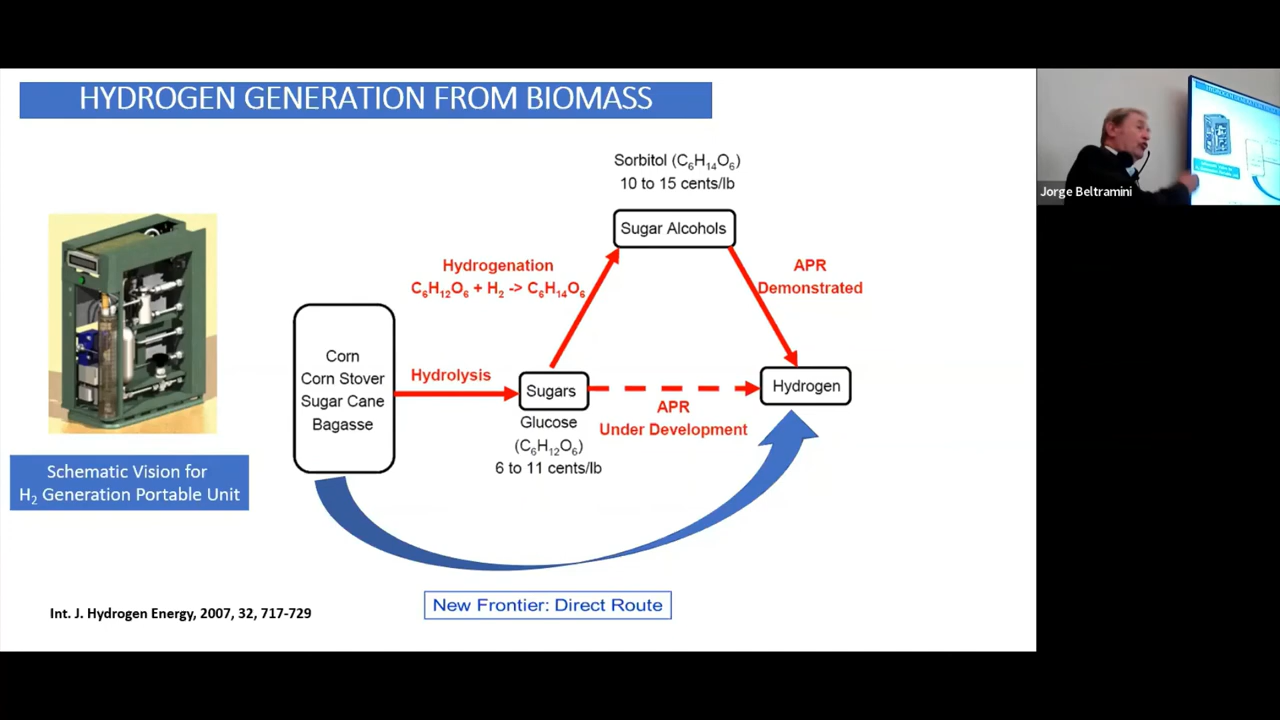 HYDROGEN GENERATION FROM BIOMASS
Sorbitol (C₆H₁₄O₆)
10 to 15 cents/lb
Sugar Alcohols
Hydrogenation
C₆H₁₂O₆ + H₂ -> C₆H₁₄O₆
APR
Demonstrated
Corn
Corn Stover
Sugar Cane
Bagasse
Hydrolysis
Sugars
Glucose
(C₆H₁₂O₆)
6 to 11 cents/lb
APR
Under Development
Hydrogen
Schematic Vision for
H₂ Generation Portable Unit
New Frontier: Direct Route
Int. J. Hydrogen Energy, 2007, 32, 717-729
Jorge Beltramini